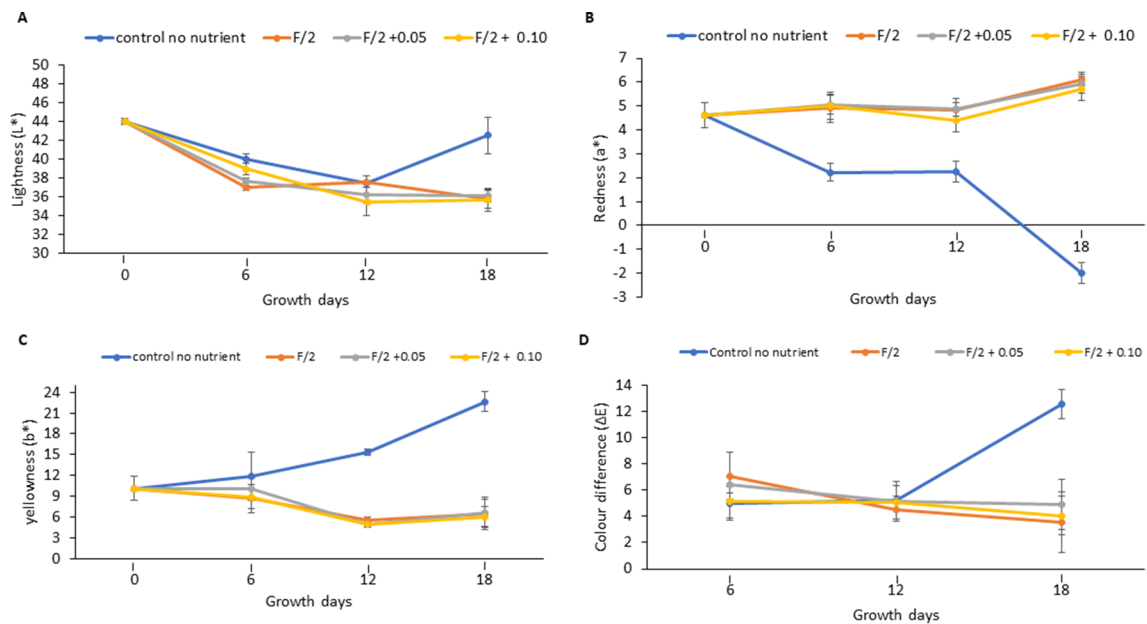 A
control no nutrient F/2 F/2 +0.05 F/2 + 0.10
50
48
46
44
42
40
38
36
34
32
30
Lightness (L*)
0 6 12 18
Growth days
B
control no nutrient F/2 F/2 +0.05 F/2 + 0.10
7
6
5
4
3
2
1
0
-1
-2
-3
Redness (a*)
0 6 12 18
Growth days
C
control no nutrient F/2 F/2 +0.05 F/2 + 0.10
24
21
18
15
12
9
6
3
0
yellowness (b*)
0 6 12 18
Growth days
D
Control no nutrient F/2 F/2 + 0.05 F/2 + 0.10
14
12
10
8
6
4
2
0
Colour difference (ΔE)
6 12 18
Growth days